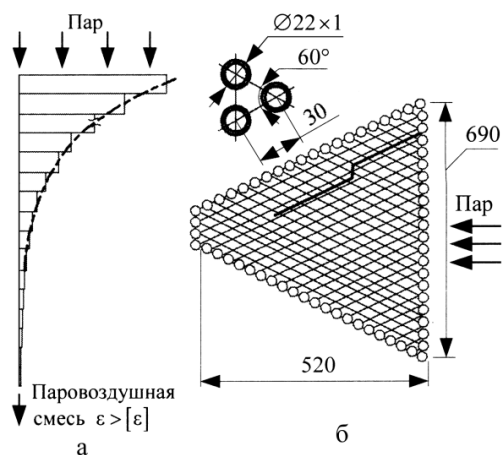 Пар
∅22×1
60°
30
690
Пар
520
Паровоздушная
смесь ε > [ε]
а
б